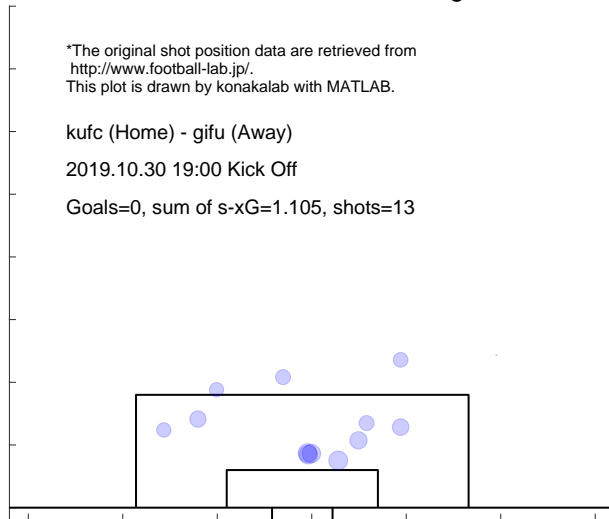 *The original shot position data are retrieved from
http://www.football-lab.jp/.
This plot is drawn by konakalab with MATLAB.
kufc (Home) - gifu (Away)
2019.10.30 19:00 Kick Off
Goals=0, sum of s-xG=1.105, shots=13